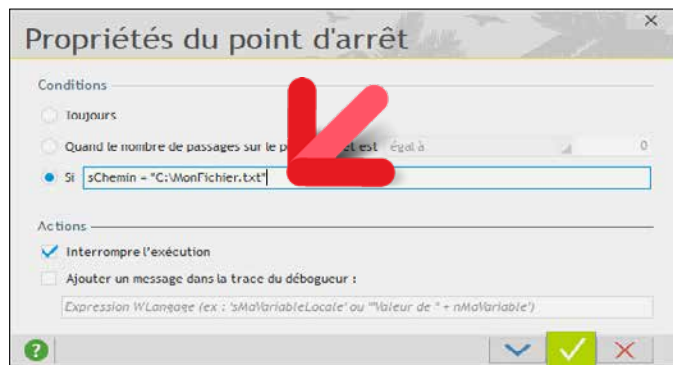 Propriétés du point d'arrêt
Conditions
Toujours
Quand le nombre de passages sur le p et est égal à 0
Si sChemin = "C:\MonFichier.txt"
Actions
Interrompre l'exécution
Ajouter un message dans la trace du débogueur :
Expression WLangage (ex : 'sMaVariableLocale' ou '"Valeur de " + nMaVariable')
?